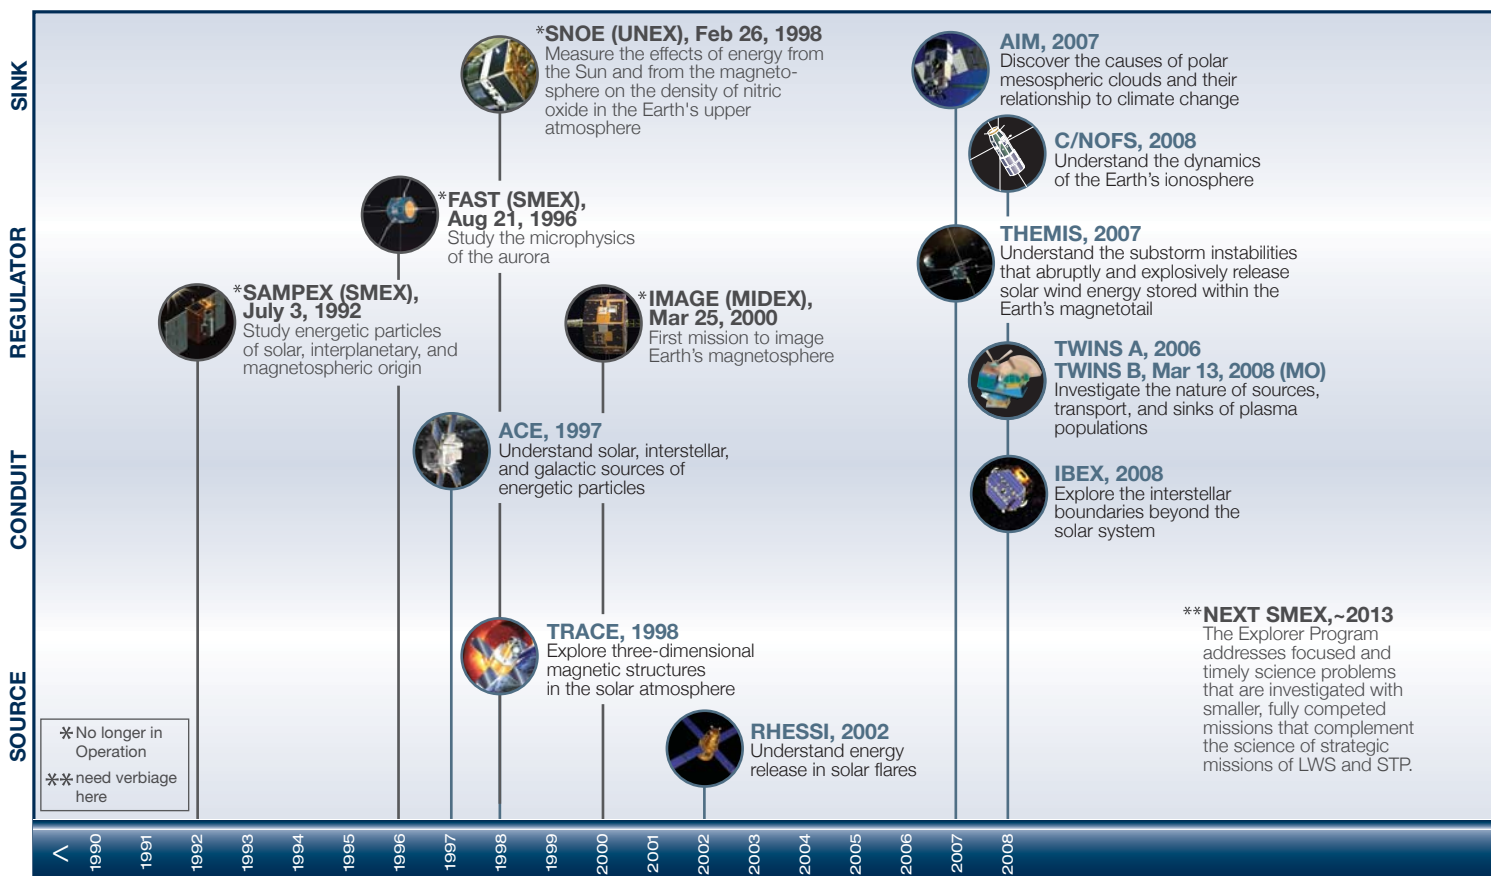 SINK
REGULATOR
CONDUIT
SOURCE
*SNOE (UNEX), Feb 26, 1998
Measure the effects of energy from
the Sun and from the magneto-
sphere on the density of nitric
oxide in the Earth's upper
atmosphere
AIM, 2007
Discover the causes of polar
mesospheric clouds and their
relationship to climate change
C/NOFS, 2008
Understand the dynamics
of the Earth’s ionosphere
*FAST (SMEX),
Aug 21, 1996
Study the microphysics
of the aurora
THEMIS, 2007
Understand the substorm instabilities
that abruptly and explosively release
solar wind energy stored within the
Earth’s magnetotail
*SAMPEX (SMEX),
July 3, 1992
Study energetic particles
of solar, interplanetary, and
magnetospheric origin
*IMAGE (MIDEX),
Mar 25, 2000
First mission to image
Earth’s magnetosphere
TWINS A, 2006
TWINS B, Mar 13, 2008 (MO)
Investigate the nature of sources,
transport, and sinks of plasma
populations
ACE, 1997
Understand solar, interstellar,
and galactic sources of
energetic particles
IBEX, 2008
Explore the interstellar
boundaries beyond the
solar system
TRACE, 1998
Explore three-dimensional
magnetic structures
in the solar atmosphere
**NEXT SMEX,~2013
The Explorer Program
addresses focused and
timely science problems
that are investigated with
smaller, fully competed
missions that complement
the science of strategic
missions of LWS and STP.
RHESSI, 2002
Understand energy
release in solar flares
* No longer in
Operation
** need verbiage
here
< 1990 1991 1992 1993 1994 1995 1996 1997 1998 1999 2000 2001 2002 2003 2004 2005 2006 2007 2008